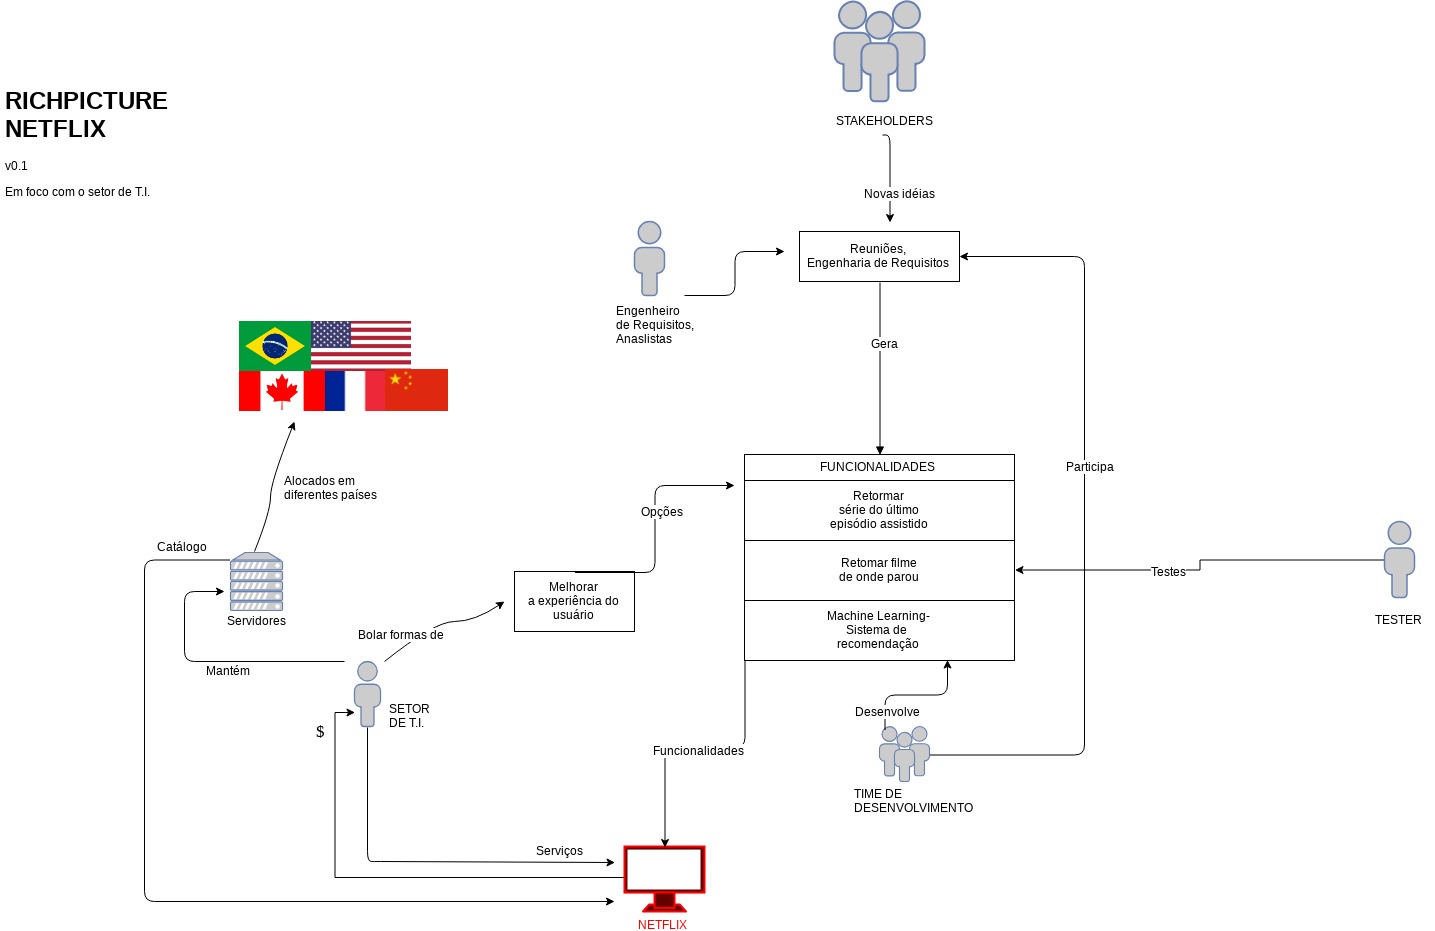 STAKEHOLDERS
RICHPICTURE
NETFLIX
v0.1
Em foco com o setor de T.I.
Novas idéias
Reuniões,
Engenharia de Requisitos
Engenheiro
de Requisitos,
Anaslistas
Gera
FUNCIONALIDADES
Retormar
série do último
episódio assistido
Retomar filme
de onde parou
Machine Learning-
Sistema de
recomendação
Participa
Alocados em
diferentes países
Opções
Catálogo
Servidores
Melhorar
a experiência do
usuário
Testes
TESTER
Bolar formas de
Mantém
SETOR
DE T.I.
$
Desenvolve
Funcionalidades
TIME DE
DESENVOLVIMENTO
Serviços
NETFLIX